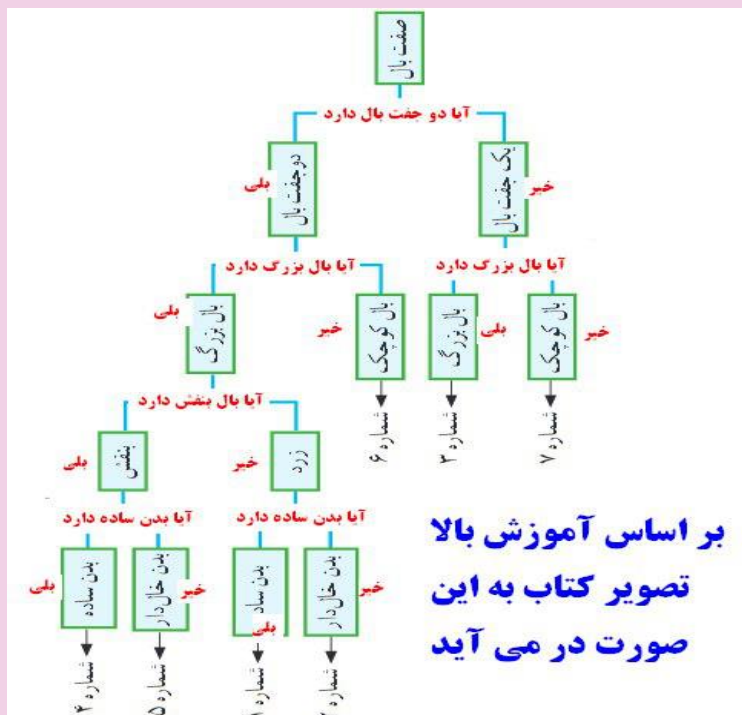 صفت بال
آیا دو جفت بال دارد
یک جفت بال
خیر
دو جفت بال
بلی
آیا بال بزرگ دارد
آیا بال بزرگ دارد
بال کوچک
خیر
بال بزرگ
بلی
بال کوچک
خیر
بال بزرگ
بلی
شماره ۷
شماره ۳
شماره ۶
آیا بال بنفش دارد
زرد
خیر
بنفش
بلی
آیا بدن ساده دارد
آیا بدن ساده دارد
بدن خال‌دار
خیر
بدن ساد
بلی
بدن خال‌دار
خیر
بدن ساده
بلی
شماره
شماره
شماره ۵
شماره ۴
بر اساس آموزش بالا
تصویر کتاب به این
صورت در می آید